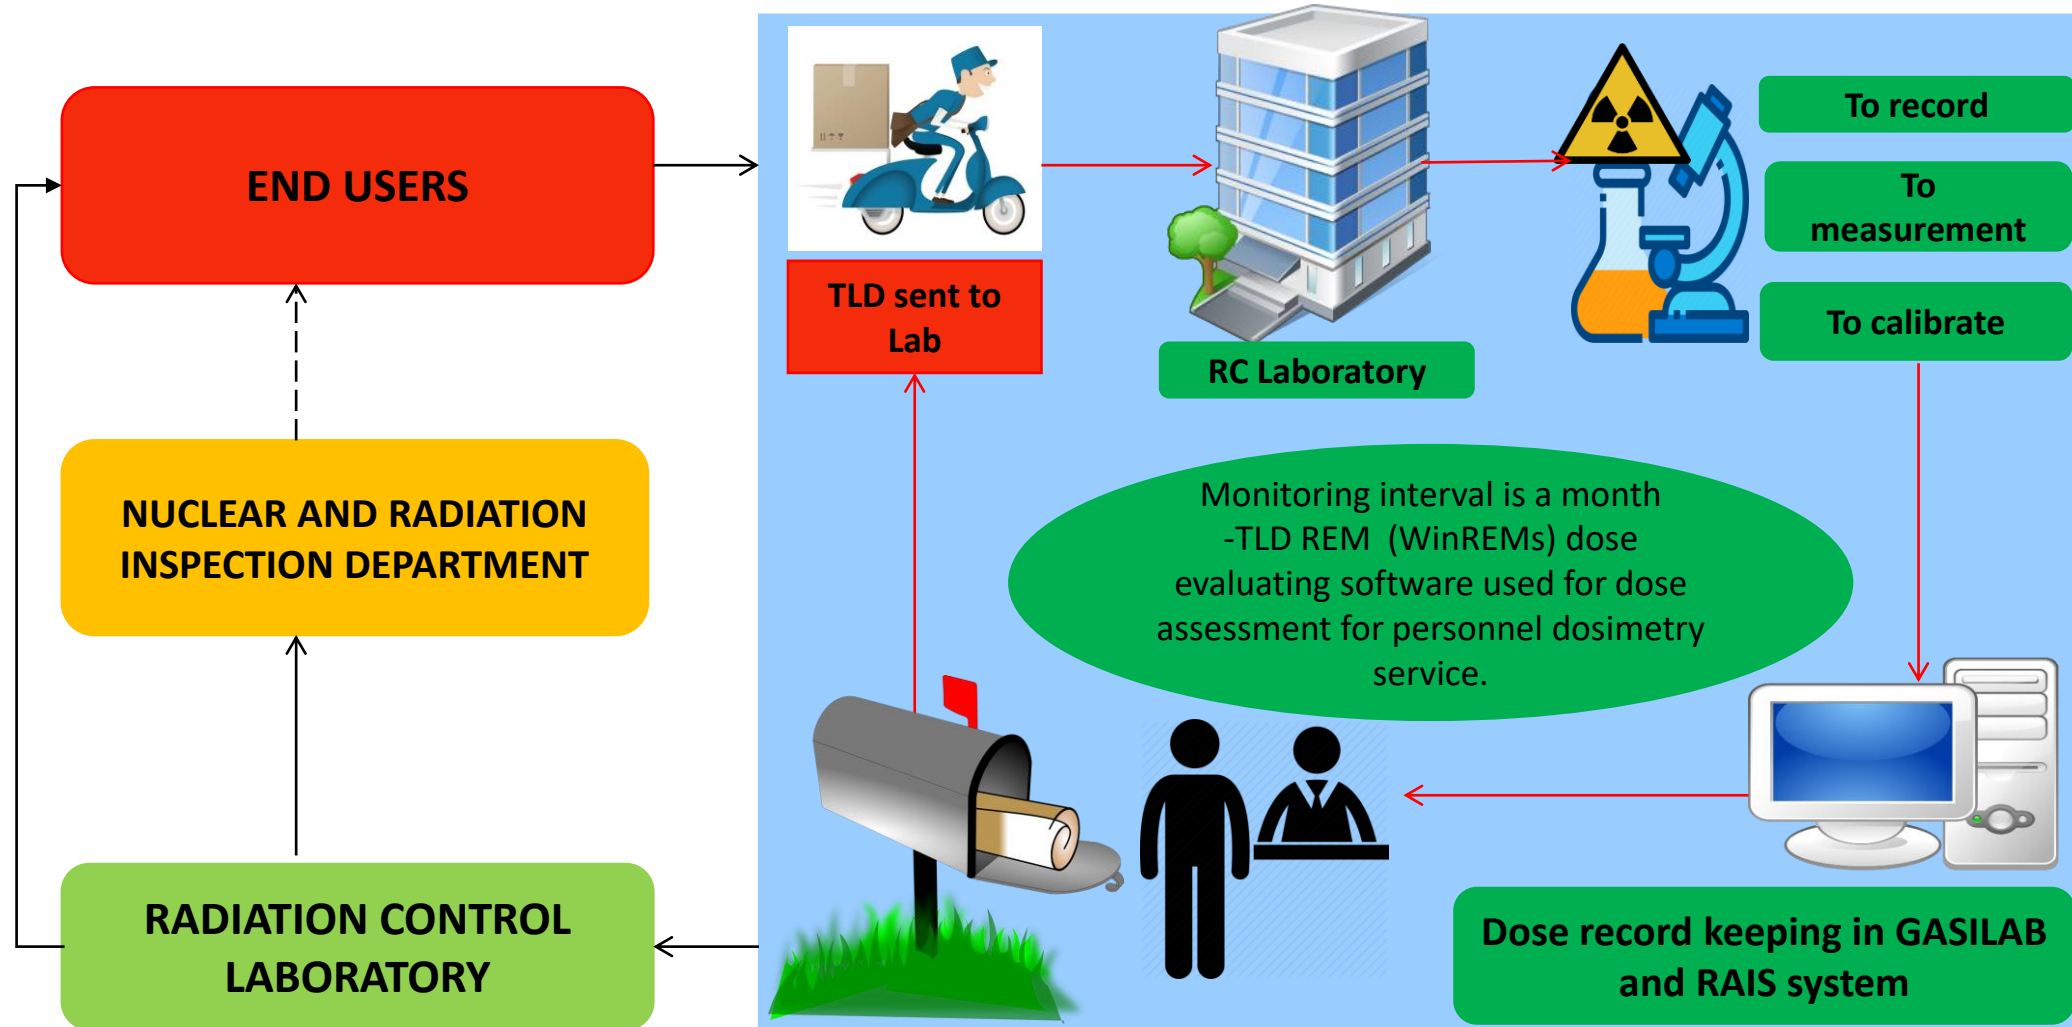 END USERS
NUCLEAR AND RADIATION
INSPECTION DEPARTMENT
RADIATION CONTROL
LABORATORY
TLD sent to
Lab
RC Laboratory
To record
To
measurement
To calibrate
Monitoring interval is a month
-TLD REM (WinREMs) dose
evaluating software used for dose
assessment for personnel dosimetry
service.
Dose record keeping in GASILAB
and RAIS system